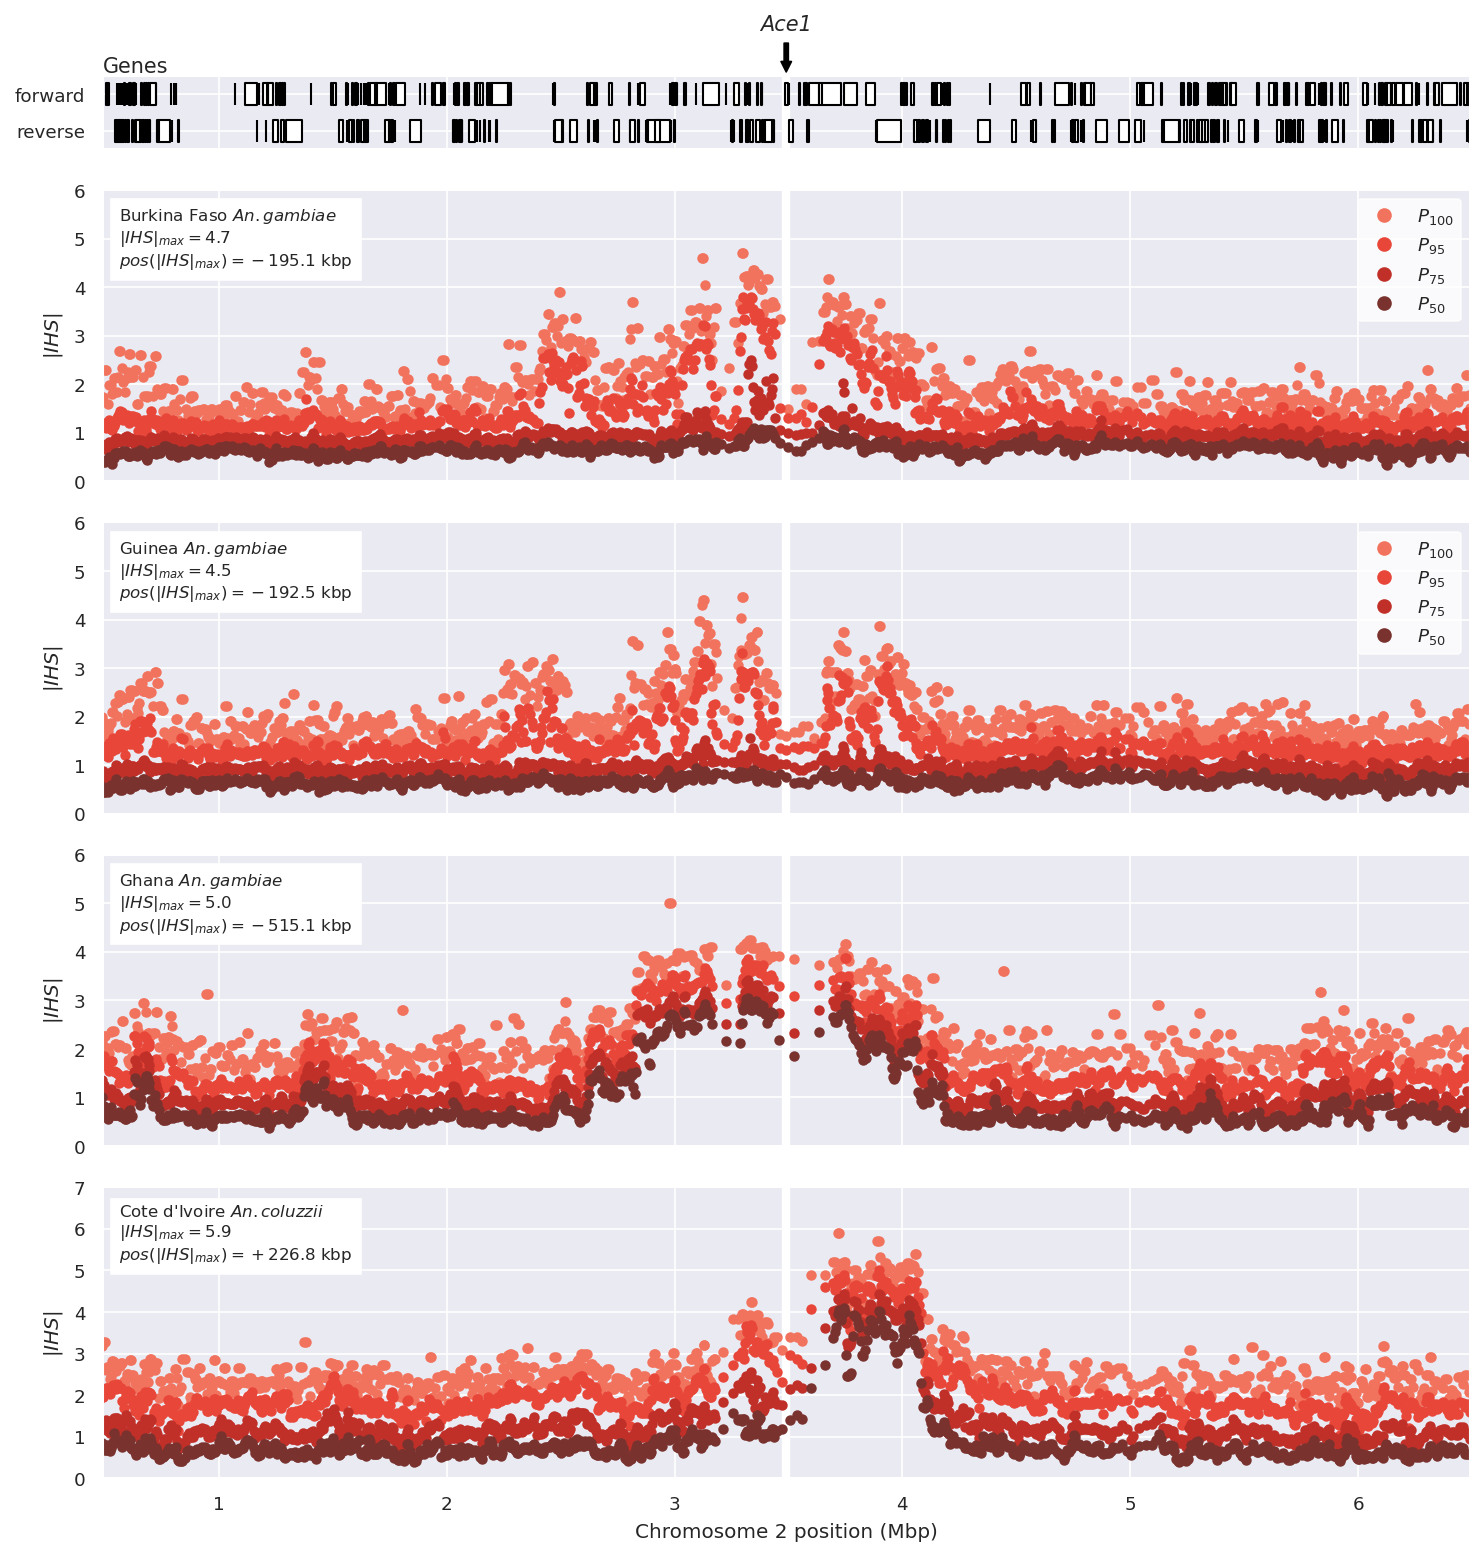 Ace1
Genes
forward
reverse
6
5
4
3
2
1
0
|IHS|
Burkina Faso An.gambiae
|IHS|max = 4.7
pos(|IHS|max) = −195.1 kbp
P100
P95
P75
P50
6
5
4
3
2
1
0
|IHS|
Guinea An.gambiae
|IHS|max = 4.5
pos(|IHS|max) = −192.5 kbp
P100
P95
P75
P50
6
5
4
3
2
1
0
|IHS|
Ghana An.gambiae
|IHS|max = 5.0
pos(|IHS|max) = −515.1 kbp
7
6
5
4
3
2
1
0
|IHS|
Cote d'Ivoire An.coluzzii
|IHS|max = 5.9
pos(|IHS|max) = +226.8 kbp
1 2 3 4 5 6
Chromosome 2 position (Mbp)